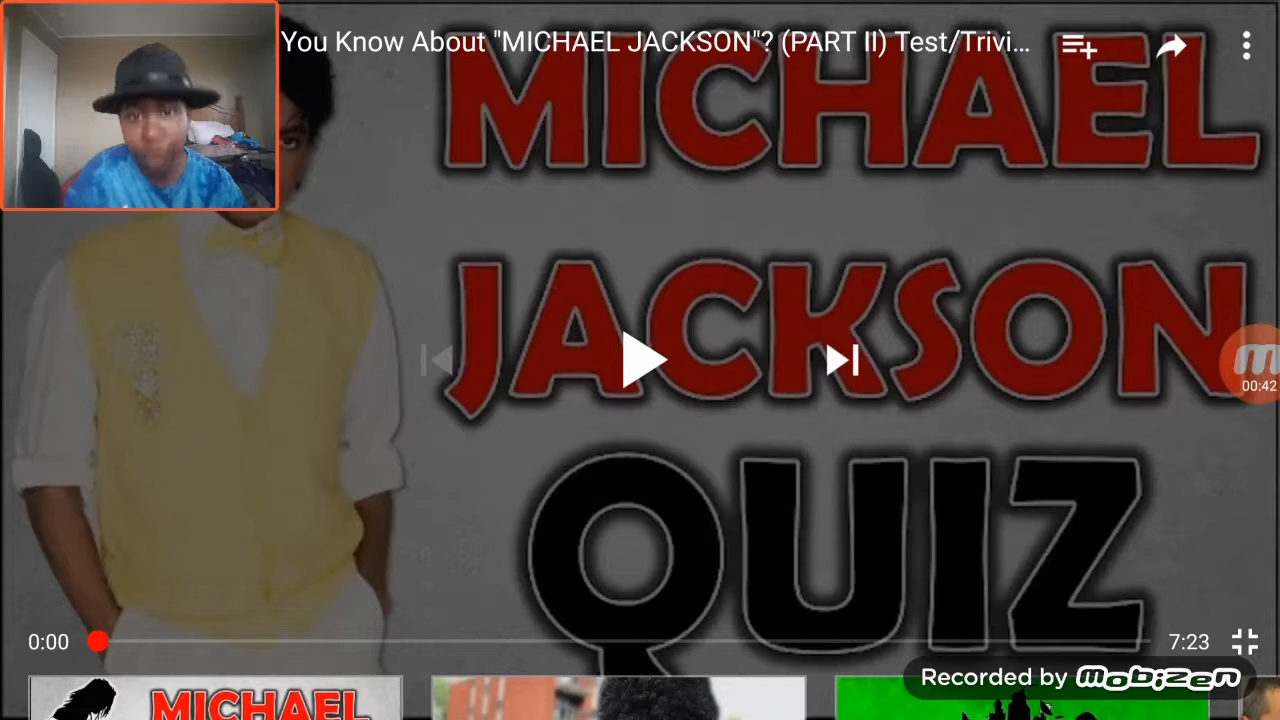 You Know About "MICHAEL JACKSON"? (PART II) Test/Trivi...
MICHAEL
JACKSON
00:42
QUIZ
0:00
7:23
Recorded by Mobizen
MICHAEL